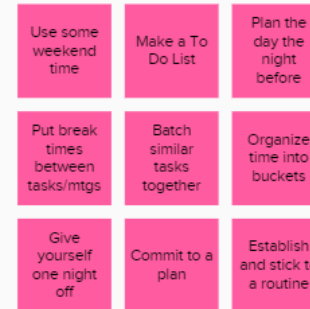 Use some
weekend
time
Make a To
Do List
Plan the
day the
night
before
Put break
times
between
tasks/mtgs
Batch
similar
tasks
together
Organize
time into
buckets
Give
yourself
one night
off
Commit to a
plan
Establish
and stick t
a routine